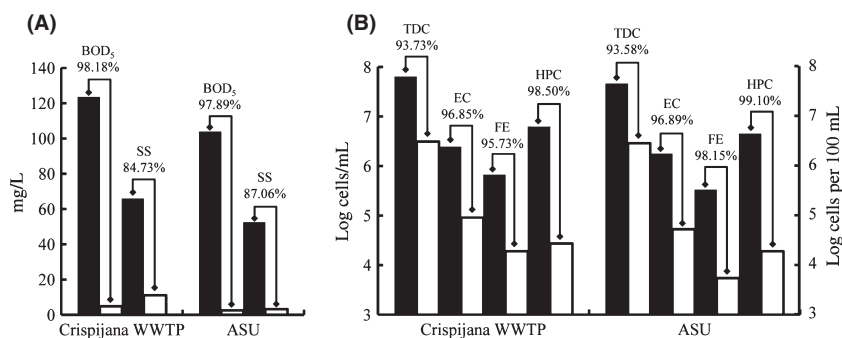 (A)
(B)
mg/L
140
120
100
80
60
40
20
0
BOD₅
98.18%
SS
84.73%
BOD₅
97.89%
SS
87.06%
Crispijana WWTP
ASU
Log cells/mL
8
7
6
5
4
3
TDC
93.73%
EC
96.85%
FE
95.73%
HPC
98.50%
TDC
93.58%
EC
96.89%
FE
98.15%
HPC
99.10%
Crispijana WWTP
ASU
8
7
6
5
4
3
Log cells per 100 mL